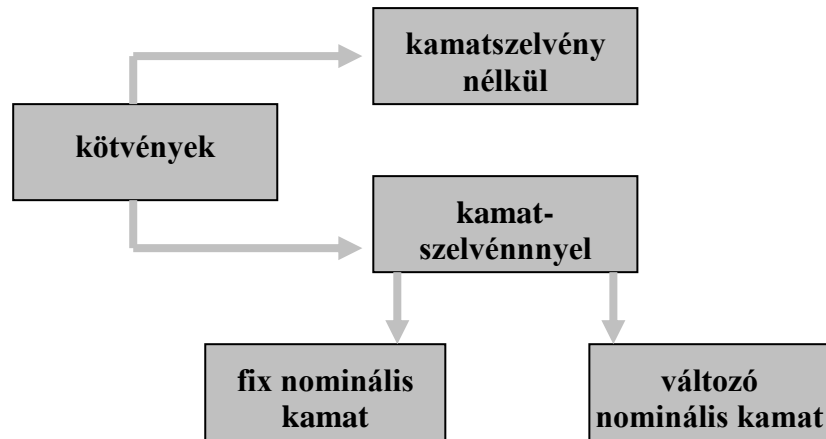 kamatszelvény
nélkül
kötvények
kamat-
szelvénnnyel
fix nominális
kamat
változó
nominális kamat